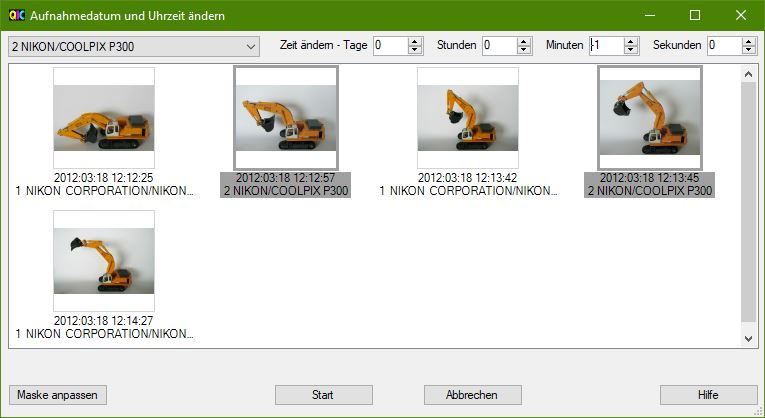 QIC Aufnahmedatum und Uhrzeit ändern
2 NIKON/COOLPIX P300 Zeit ändern - Tage 0 Stunden 0 Minuten -1 Sekunden 0
2012:03:18 12:12:25 2012:03:18 12:12:57 2012:03:18 12:13:42 2012:03:18 12:13:45
1 NIKON CORPORATION/NIKON... 2 NIKON/COOLPIX P300 1 NIKON CORPORATION/NIKON... 2 NIKON/COOLPIX P300
2012:03:18 12:14:27
1 NIKON CORPORATION/NIKON...
Maske anpassen Start Abbrechen Hilfe